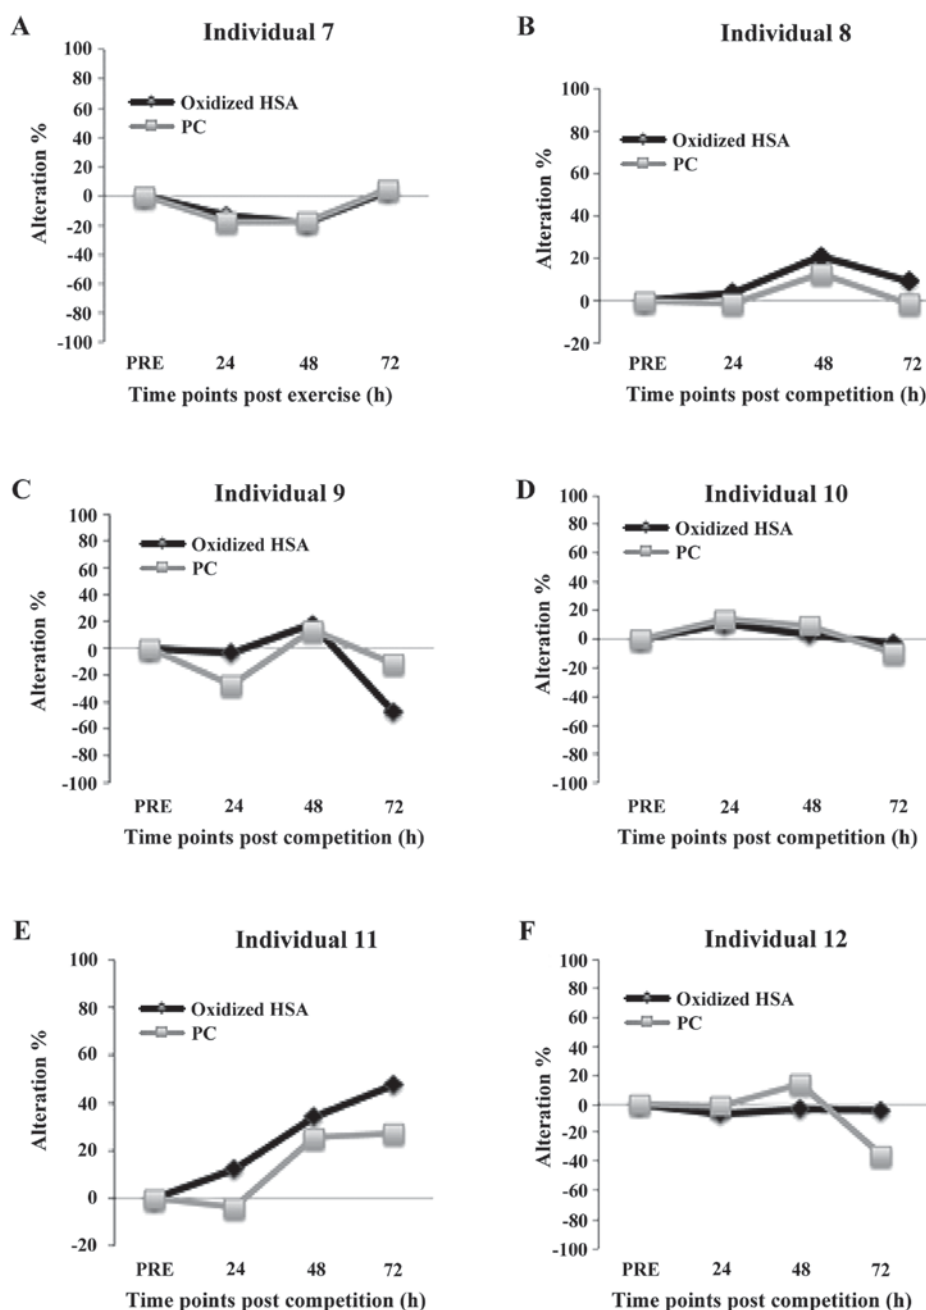 A
Individual 7
100
80
60
40
20
0
-20
-40
-60
-80
-100
Alteration %
Oxidized HSA
PC
PRE 24 48 72
Time points post exercise (h)
B
Individual 8
100
80
60
40
20
0
-20
Alteration %
Oxidized HSA
PC
PRE 24 48 72
Time points post competition (h)
C
Individual 9
100
80
60
40
20
0
-20
-40
-60
-80
-100
Alteration %
Oxidized HSA
PC
PRE 24 48 72
Time points post competition (h)
D
Individual 10
100
80
60
40
20
0
-20
-40
-60
-80
-100
Alteration %
Oxidized HSA
PC
PRE 24 48 72
Time points post competition (h)
E
Individual 11
100
80
60
40
20
0
-20
Alteration %
Oxidized HSA
PC
PRE 24 48 72
Time points post competition (h)
F
Individual 12
100
80
60
40
20
0
-20
-40
-60
-80
-100
Alteration %
Oxidized HSA
PC
PRE 24 48 72
Time points post competition (h)